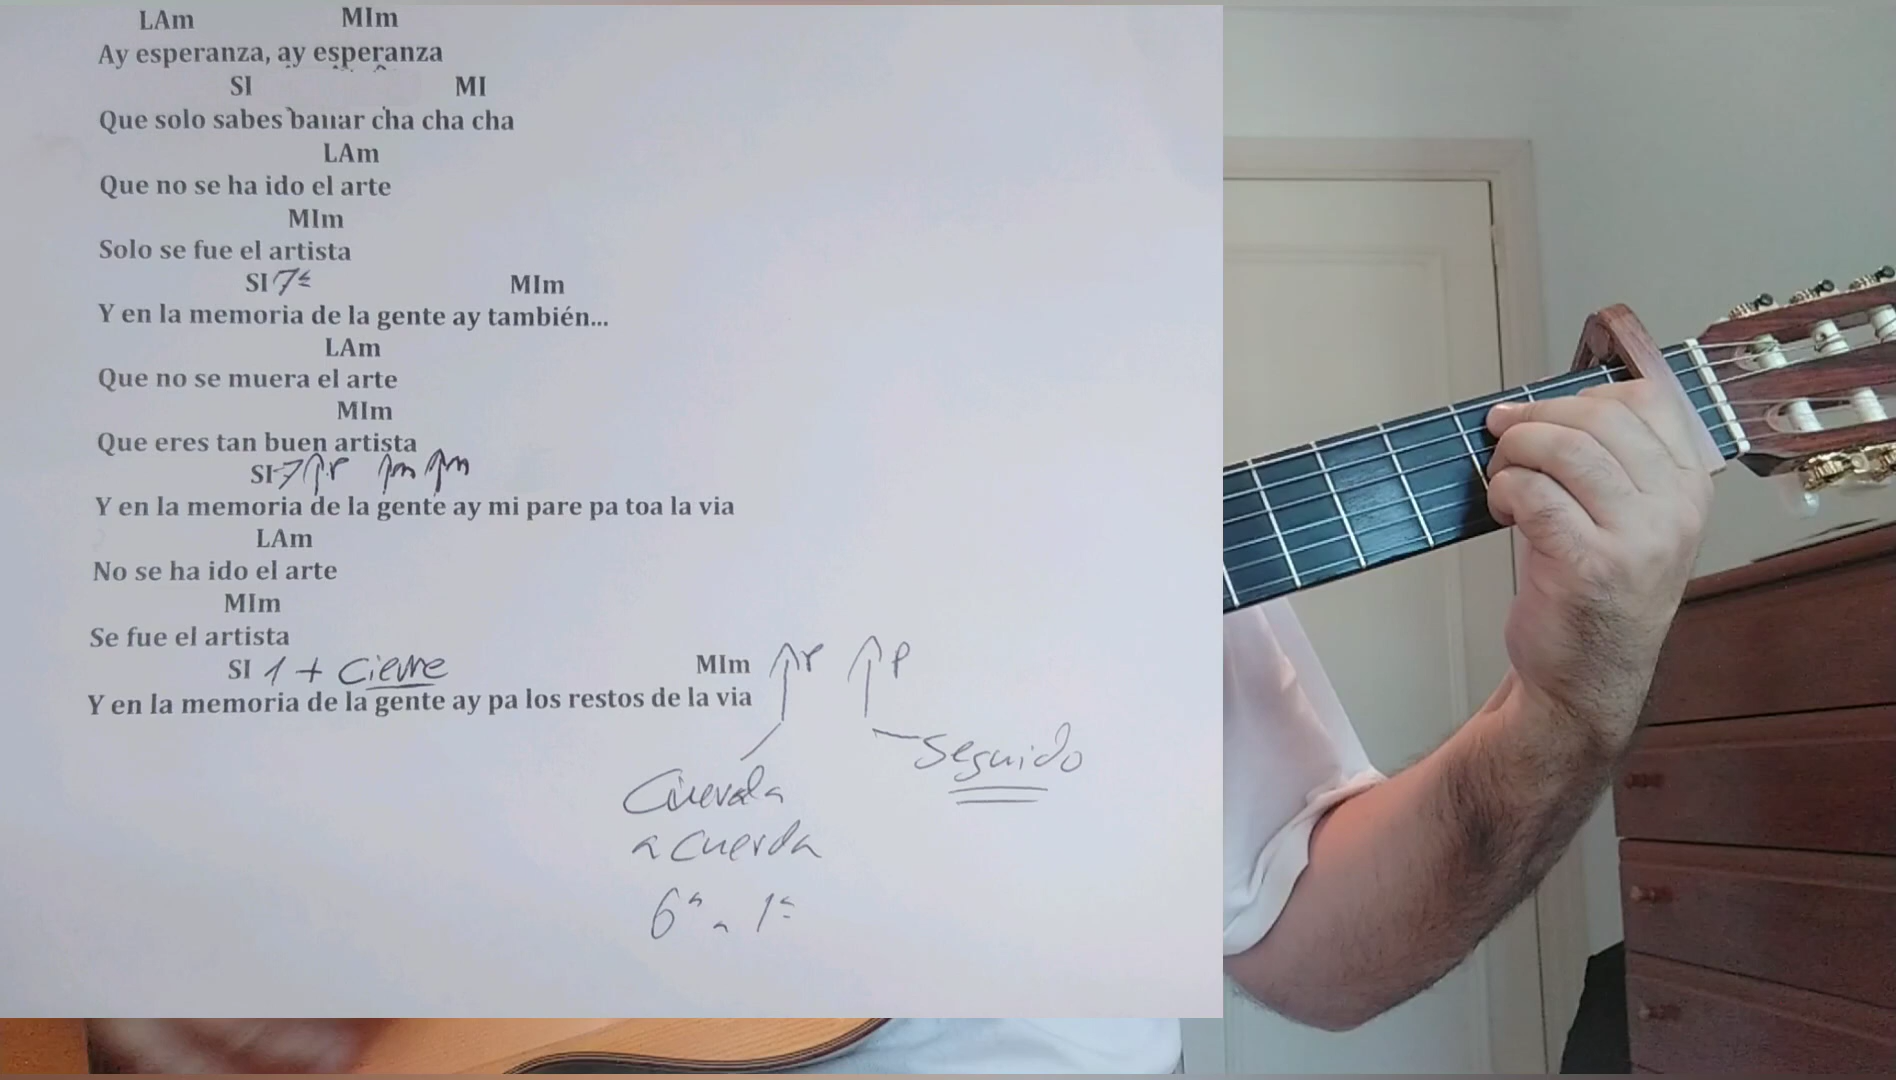 LAm MIm
Ay esperanza, ay esperanza
SI MI
Que solo sabes bailar cha cha cha
LAm
Que no se ha ido el arte
MIm
Solo se fue el artista
SI 7ª MIm
Y en la memoria de la gente ay también...
LAm
Que no se muera el arte
MIm
Que eres tan buen artista
SI 7 ↑r ↑m ↑m
Y en la memoria de la gente ay mi pare pa toa la via
LAm
No se ha ido el arte
MIm
Se fue el artista
SI 1 + Cierre MIm ↑r ↑P
Y en la memoria de la gente ay pa los restos de la via
Seguido
Cuerda
a cuerda
6ª a 1ª